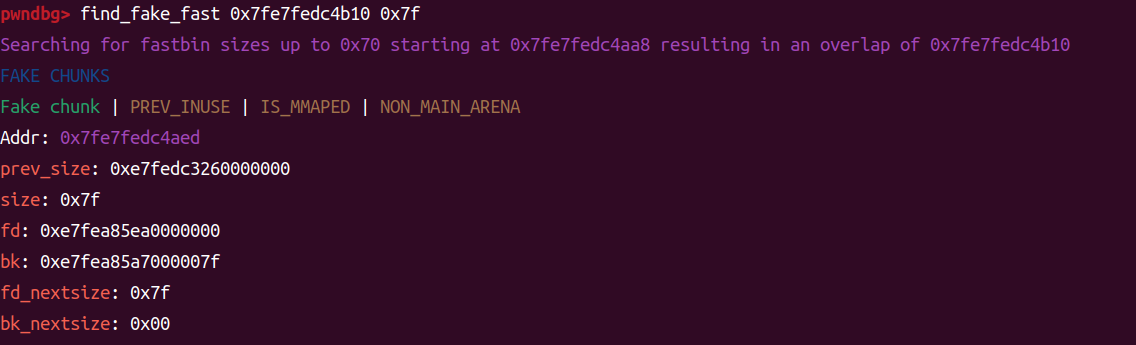 pwndbg> find_fake_fast 0x7fe7fedc4b10 0x7f
Searching for fastbin sizes up to 0x70 starting at 0x7fe7fedc4aa8 resulting in an overlap of 0x7fe7fedc4b10
FAKE CHUNKS
Fake chunk | PREV_INUSE | IS_MMAPED | NON_MAIN_ARENA
Addr: 0x7fe7fedc4aed
prev_size: 0xe7fedc3260000000
size: 0x7f
fd: 0xe7fea85ea0000000
bk: 0xe7fea85a7000007f
fd_nextsize: 0x7f
bk_nextsize: 0x00